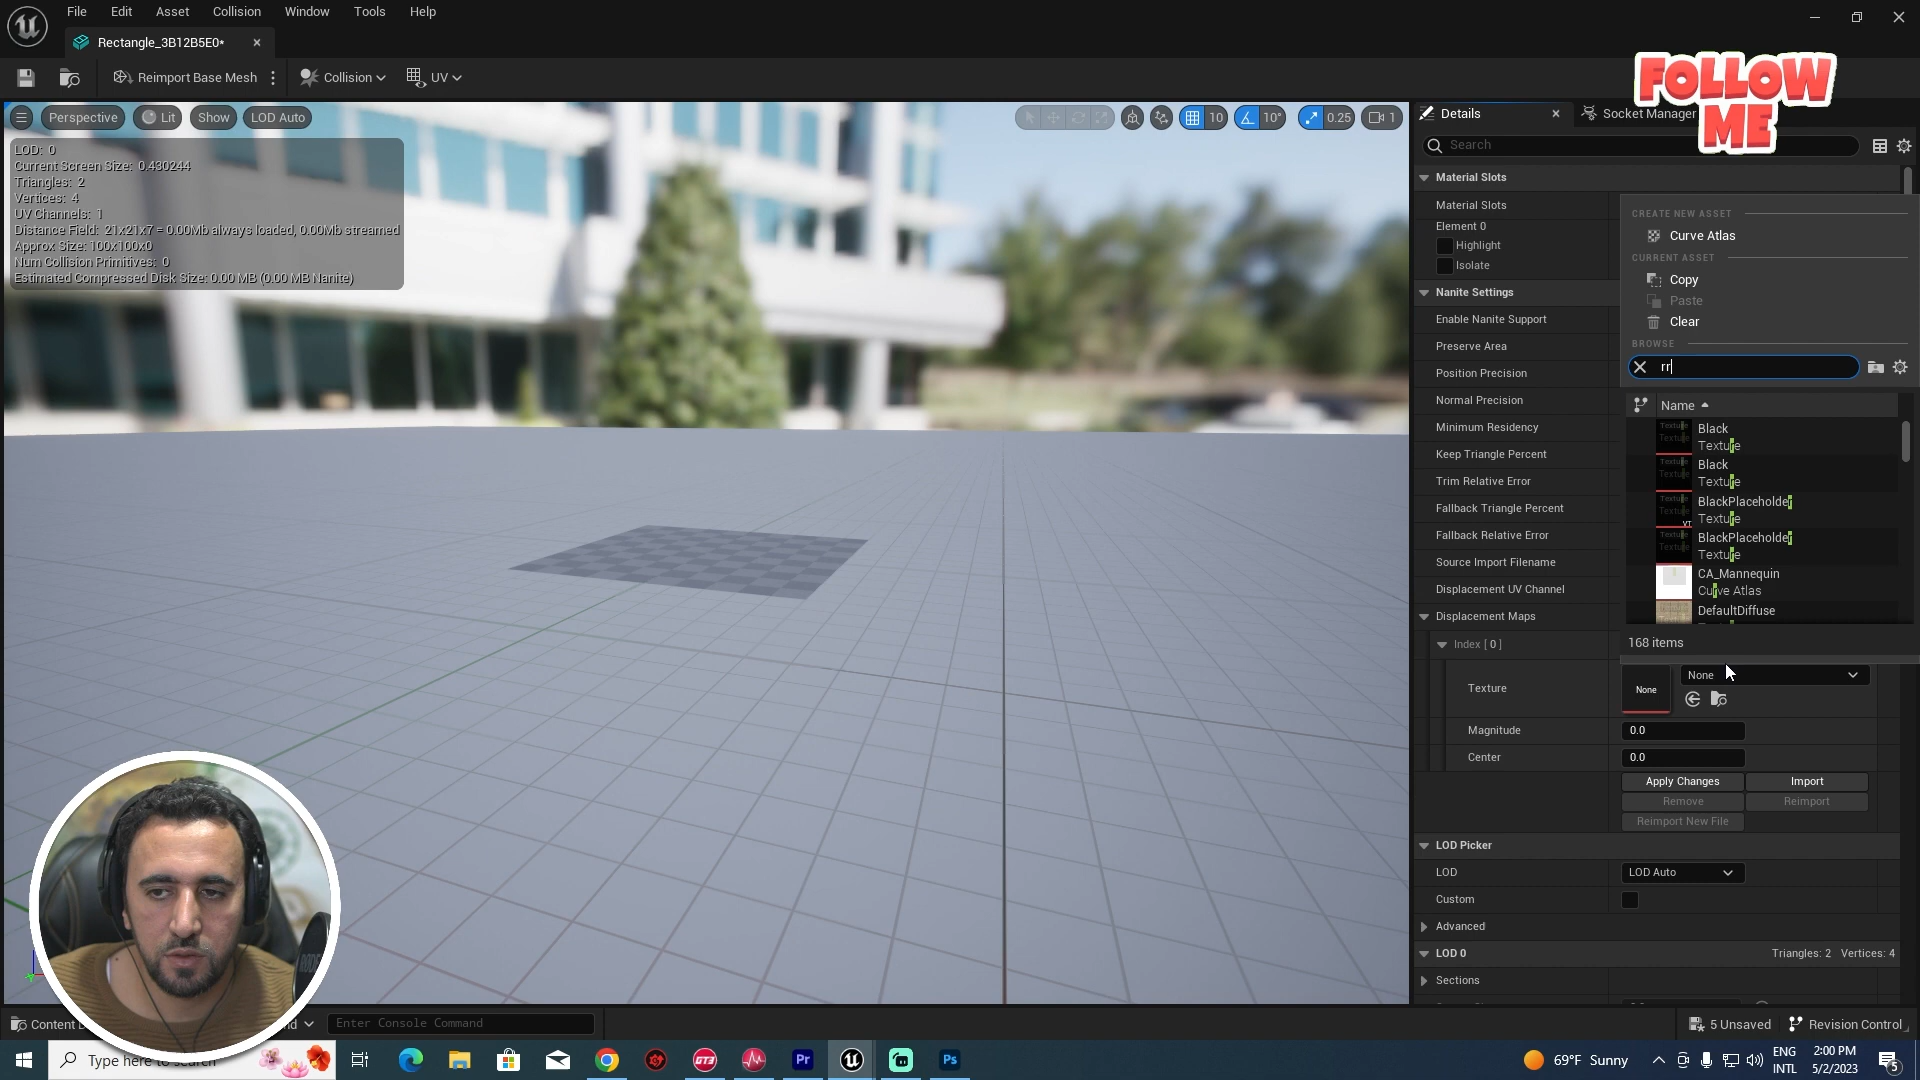 File Edit Asset Collision Window Tools Help
Rectangle_3B12B5E0*
Reimport Base Mesh Collision UV
FOLLOW
ME
Perspective Lit Show LOD Auto
10 10° 0.25 1
LOD: 0
Current Screen Size: 0.430244
Triangles: 2
Vertices: 4
UV Channels: 1
Distance Field: 21x21x7 = 0.00Mb always loaded, 0.00Mb streamed
Approx Size: 100x100x0
Num Collision Primitives: 0
Estimated Compressed Disk Size: 0.00 MB (0.00 MB Nanite)
Details Socket Manager
Search
Material Slots
Material Slots
Element 0
Highlight
Isolate
Nanite Settings
Enable Nanite Support
Preserve Area
Position Precision
Normal Precision
Minimum Residency
Keep Triangle Percent
Trim Relative Error
Fallback Triangle Percent
Fallback Relative Error
Source Import Filename
Displacement UV Channel
Displacement Maps
Index [ 0 ]
CREATE NEW ASSET
Curve Atlas
CURRENT ASSET
Copy
Paste
Clear
BROWSE
rr
Name
Black
Texture
Black
Texture
BlackPlaceholder
Texture
BlackPlaceholder
Texture
CA_Mannequin
Curve Atlas
DefaultDiffuse
168 items
Texture None None
Magnitude 0.0
Center 0.0
Apply Changes Import
Remove Reimport
Reimport New File
LOD Picker
LOD LOD Auto
Custom
Advanced
LOD 0 Triangles: 2 Vertices: 4
Sections
Content Enter Console Command 5 Unsaved Revision Control
Type here to search GT3 Pr Ps 69°F Sunny
ENG
INTL
2:00 PM
5/2/2023
5